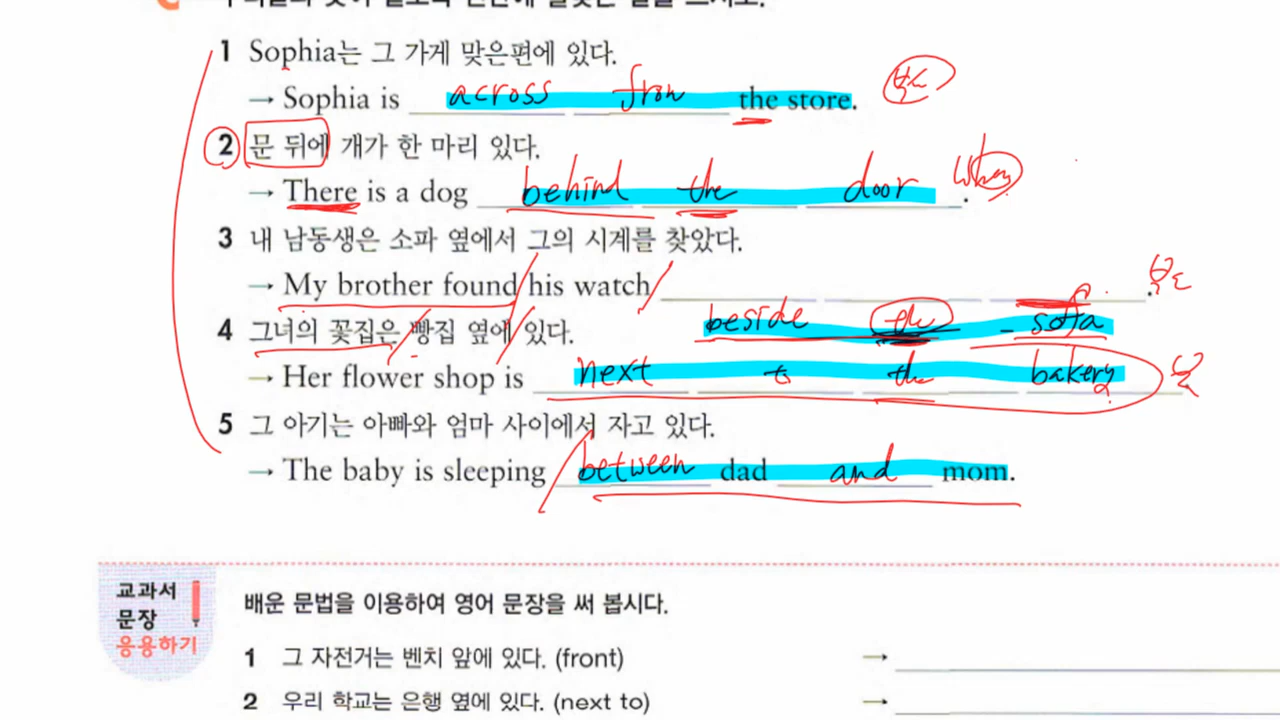 1 Sophia는 그 가게 맞은편에 있다.
→ Sophia is across from the store.
2 문 뒤에 개가 한 마리 있다.
→ There is a dog behind the door.
3 내 남동생은 소파 옆에서 그의 시계를 찾았다.
→ My brother found his watch
beside the sofa
4 그녀의 꽃집은 빵집 옆에 있다.
→ Her flower shop is next to the bakery
5 그 아기는 아빠와 엄마 사이에서 자고 있다.
→ The baby is sleeping between dad and mom.
교과서
문장
응용하기
배운 문법을 이용하여 영어 문장을 써 봅시다.
1 그 자전거는 벤치 앞에 있다. (front) →
2 우리 학교는 은행 옆에 있다. (next to) →